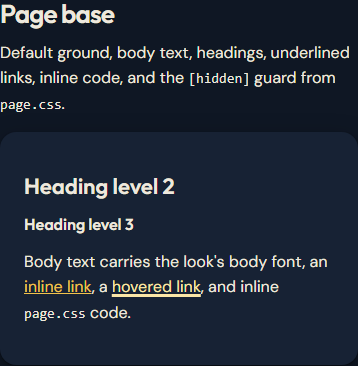 Page base
Default ground, body text, headings, underlined
links, inline code, and the [hidden] guard from
page.css.
Heading level 2
Heading level 3
Body text carries the look's body font, an
inline link, a hovered link, and inline
page.css code.